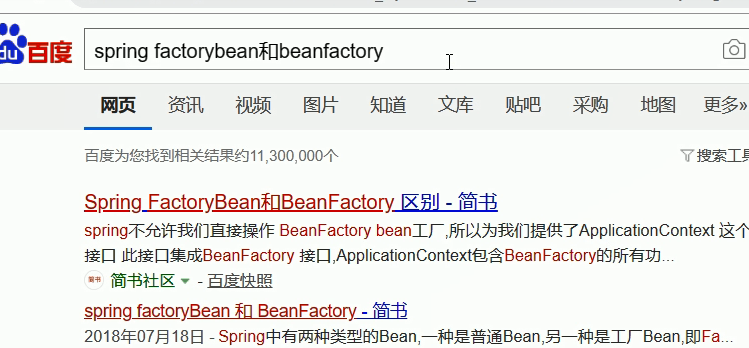 du百度
spring factorybean和beanfactory
网页 资讯 视频 图片 知道 文库 贴吧 采购 地图 更多»
百度为您找到相关结果约11,300,000个 搜索工具
Spring FactoryBean和BeanFactory 区别 - 简书
spring不允许我们直接操作 BeanFactory bean工厂,所以为我们提供了ApplicationContext 这个
接口 此接口集成BeanFactory 接口,ApplicationContext包含BeanFactory的所有功...
简书 简书社区 - 百度快照
spring factoryBean 和 BeanFactory - 简书
2018年07月18日 - Spring中有两种类型的Bean,一种是普通Bean,另一种是工厂Bean,即Fa...